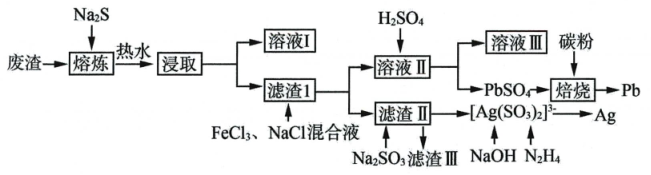 Na₂S
H₂SO₄
废渣 熔炼 热水 浸取 溶液Ⅰ 溶液Ⅱ 溶液Ⅲ 碳粉
滤渣1 PbSO₄ 焙烧 Pb
滤渣Ⅱ [Ag(SO₃)₂]³⁻ Ag
FeCl₃、NaCl混合液
Na₂SO₃ 滤渣Ⅲ NaOH N₂H₄